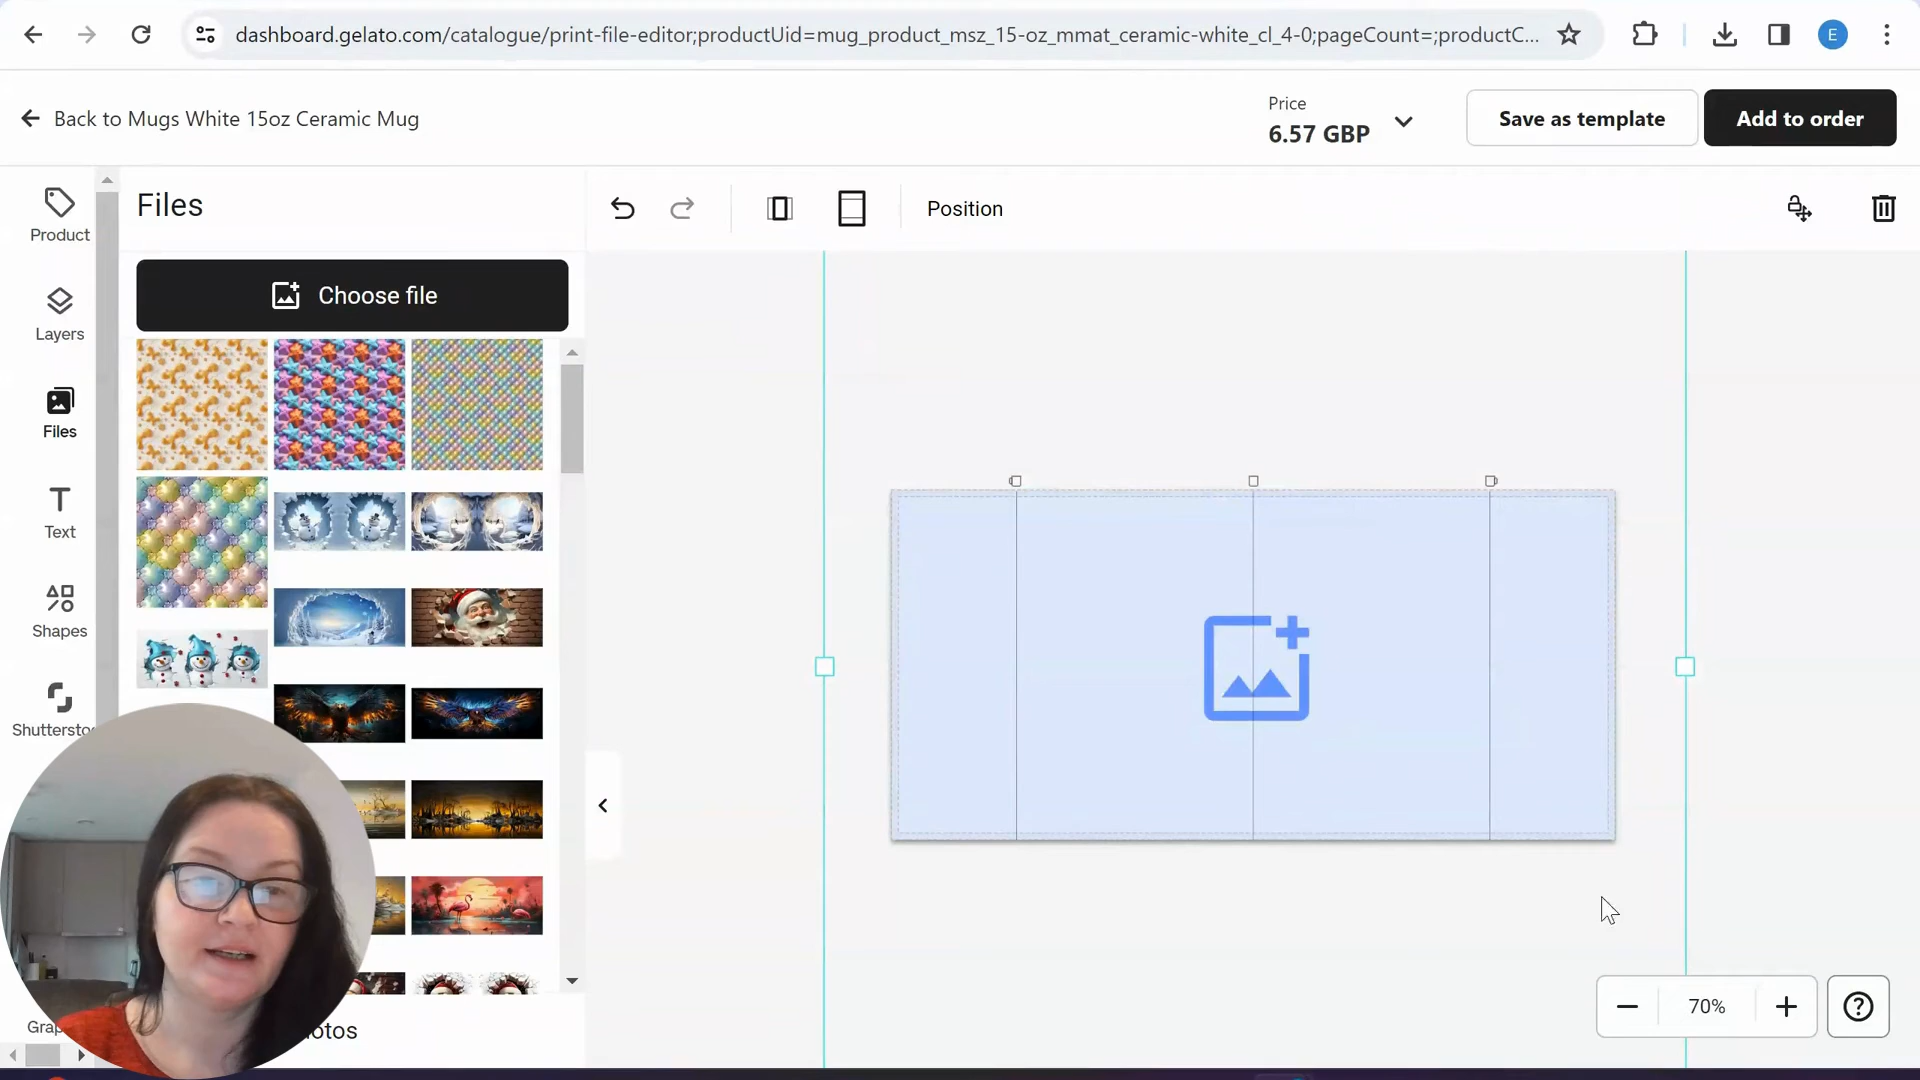 dashboard.gelato.com/catalogue/print-file-editor;productUid=mug_product_msz_15-oz_mmat_ceramic-white_cl_4-0;pageCount=;productC...
E
Back to Mugs White 15oz Ceramic Mug
Price
6.57 GBP
Save as template
Add to order
Product
Files
Position
Choose file
Layers
Files
Text
Shapes
Shuttersto
Grap
otos
70%